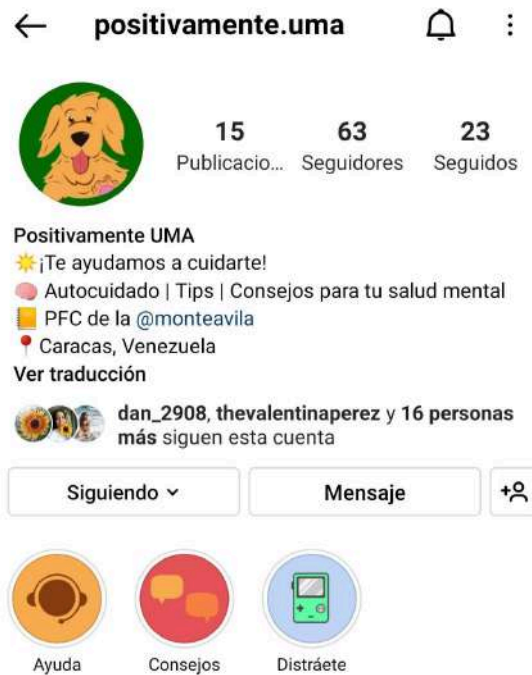 positivamente.uma
15 63 23
Publicacio... Seguidores Seguidos
Positivamente UMA
¡Te ayudamos a cuidarte!
Autocuidado | Tips | Consejos para tu salud mental
PFC de la @monteavila
Caracas, Venezuela
Ver traducción
dan_2908, thevalentinaperez y 16 personas
más siguen esta cuenta
Siguiendo Mensaje
Ayuda Consejos Distráete